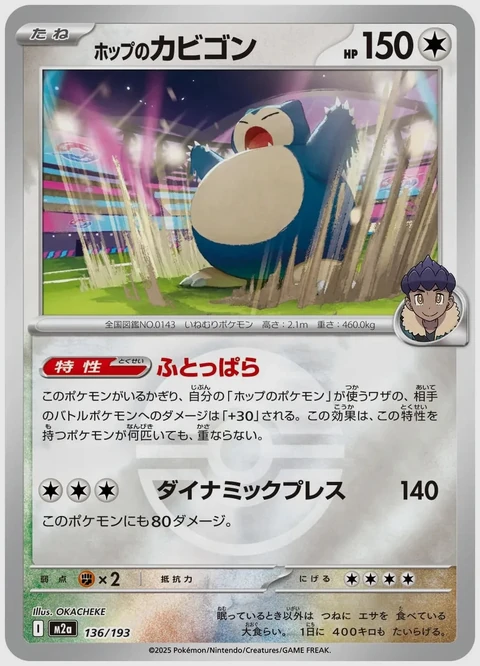 たね
ホップのカビゴン HP 150
全国図鑑NO.0143 いねむりポケモン 高さ:2.1m 重さ:460.0kg
特性 とくせい ふとっぱら
このポケモンがいるかぎり、自分の「ホップのポケモン」が使うワザの、相手
のバトルポケモンへのダメージは「+30」される。この効果は、この特性を
持つポケモンが何匹いても、重ならない。
ダイナミックプレス 140
このポケモンにも80ダメージ。
弱点 ×2 抵抗力 にげる
Illus. OKACHEKE
I M2a 136/193
眠っているとき以外は つねに エサを 食べている
大食らい。 1日に 400キロも たいらげる。
©2025 Pokémon/Nintendo/Creatures/GAME FREAK.